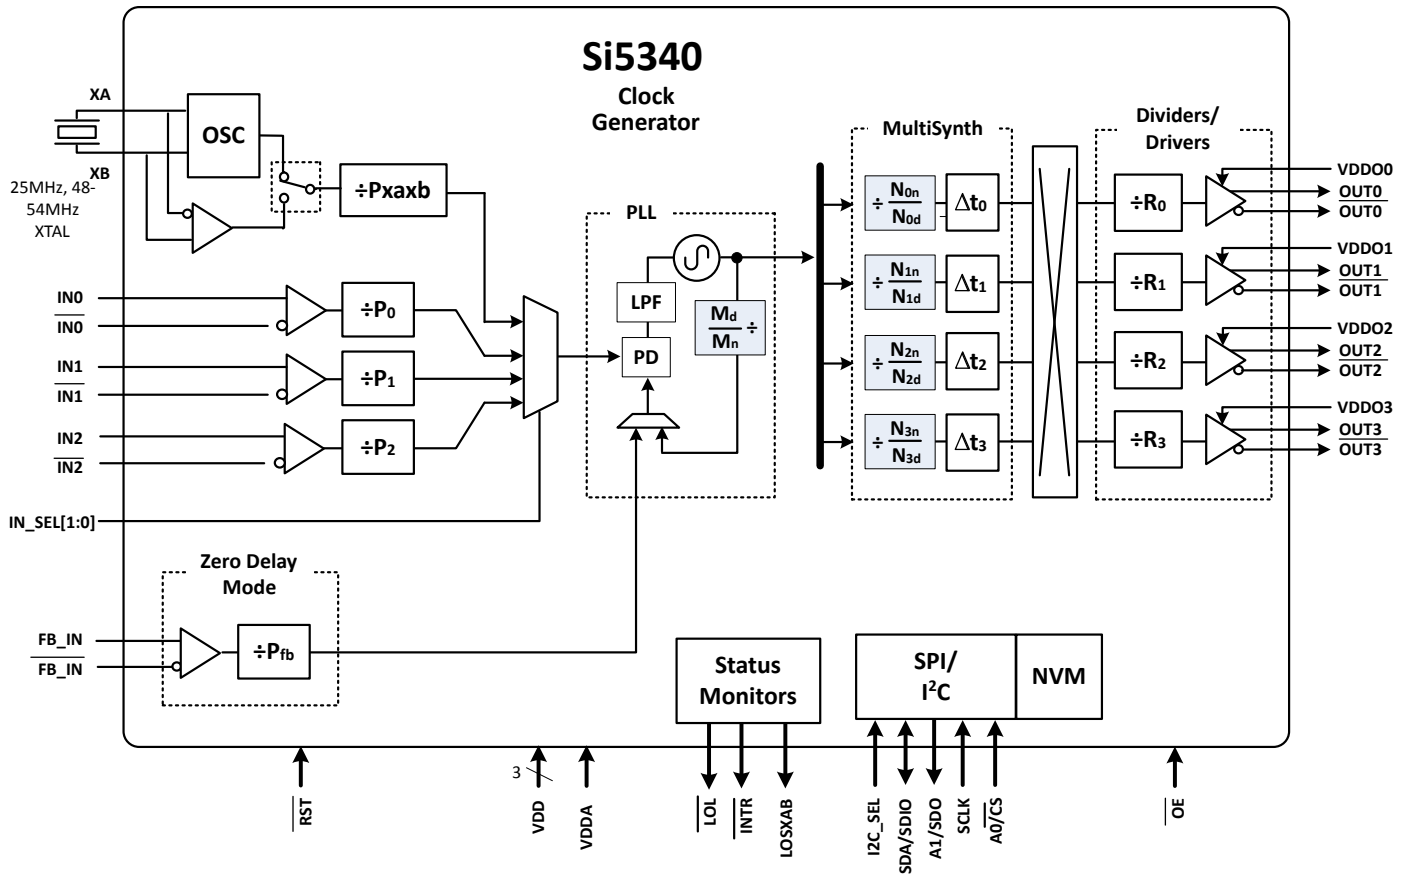 Si5340
Clock
Generator
XA
XB
25MHz, 48-
54MHz
XTAL
OSC
÷Pxaxb
IN0
IN0
÷P0
IN1
IN1
÷P1
IN2
IN2
÷P2
IN_SEL[1:0]
Zero Delay
Mode
FB_IN
FB_IN
÷Pfb
PLL
LPF
PD
Md
Mn
÷
MultiSynth
÷ N0n
N0d
Δt0
÷ N1n
N1d
Δt1
÷ N2n
N2d
Δt2
÷ N3n
N3d
Δt3
Dividers/
Drivers
÷R0
÷R1
÷R2
÷R3
VDDO0
OUT0
OUT0
VDDO1
OUT1
OUT1
VDDO2
OUT2
OUT2
VDDO3
OUT3
OUT3
Status
Monitors
SPI/
I²C
NVM
RST
3
VDD
VDDA
LOL
INTR
LOSXAB
I2C_SEL
SDA/SDIO
A1/SDO
SCLK
A0/CS
OE